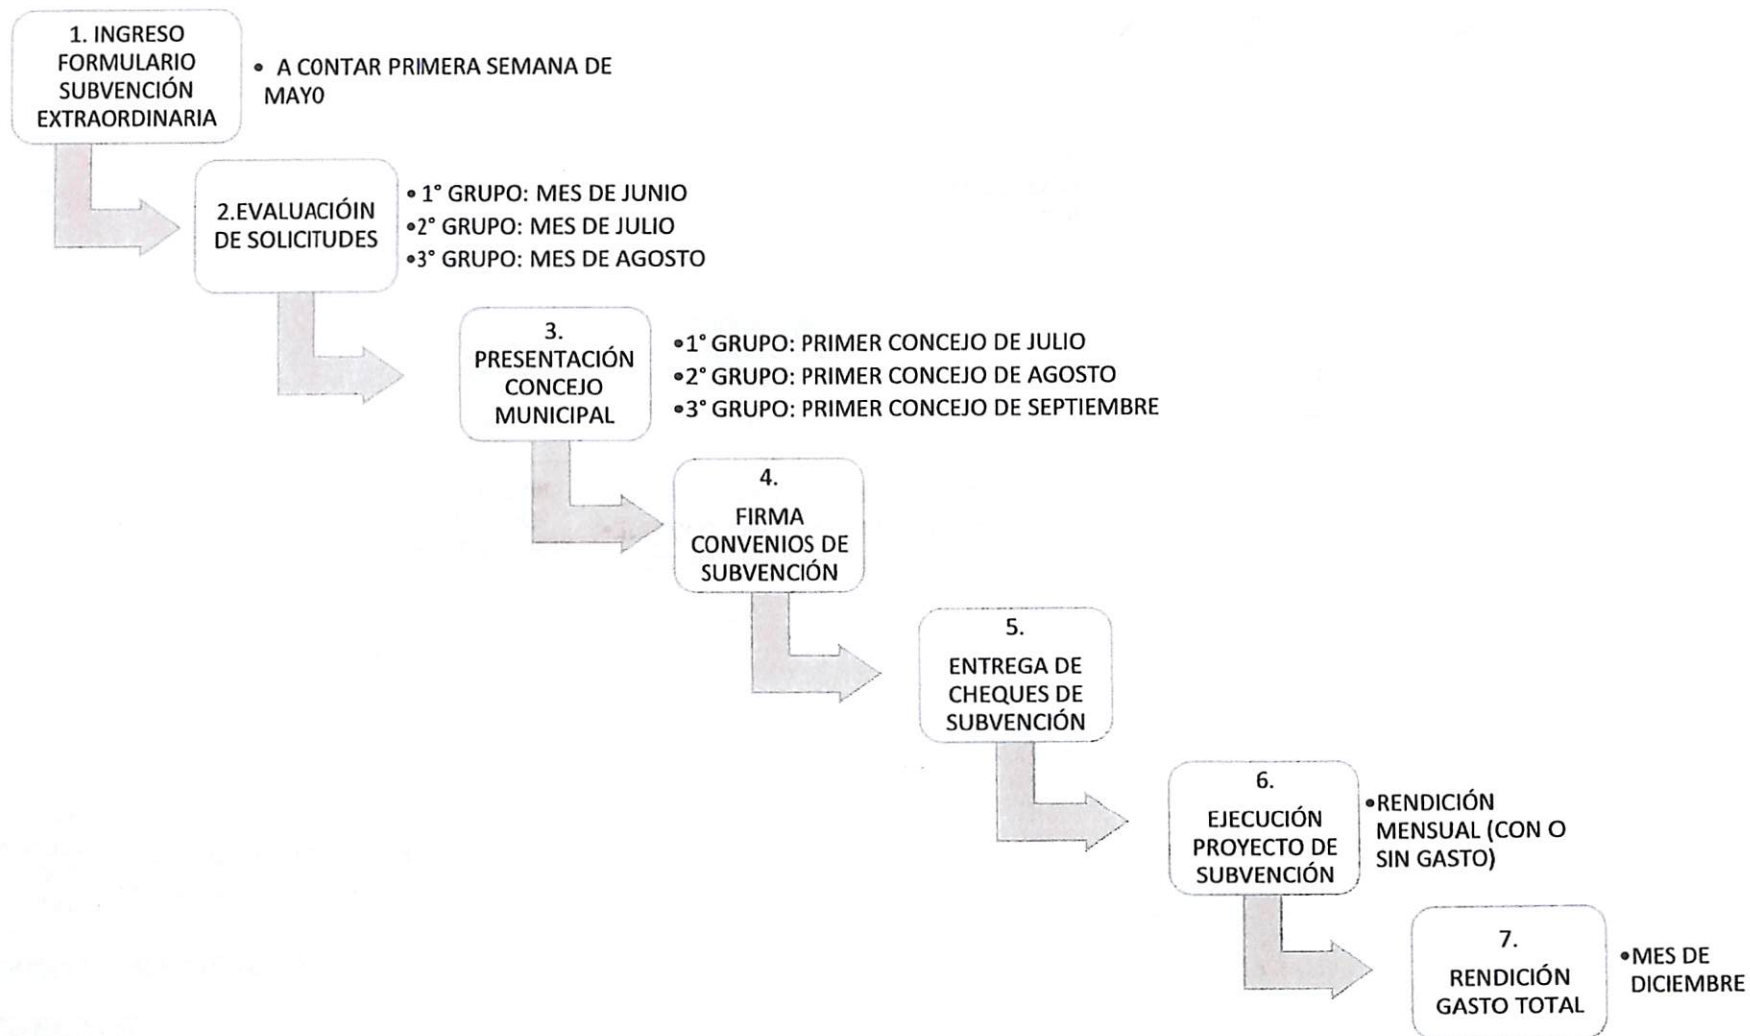 1. INGRESO
FORMULARIO
SUBVENCIÓN
EXTRAORDINARIA
• A CONTAR PRIMERA SEMANA DE
MAYO
2.EVALUACIÓIN
DE SOLICITUDES
• 1° GRUPO: MES DE JUNIO
•2° GRUPO: MES DE JULIO
•3° GRUPO: MES DE AGOSTO
3.
PRESENTACIÓN
CONCEJO
MUNICIPAL
•1° GRUPO: PRIMER CONCEJO DE JULIO
•2° GRUPO: PRIMER CONCEJO DE AGOSTO
•3° GRUPO: PRIMER CONCEJO DE SEPTIEMBRE
4.
FIRMA
CONVENIOS DE
SUBVENCIÓN
5.
ENTREGA DE
CHEQUES DE
SUBVENCIÓN
6.
EJECUCIÓN
PROYECTO DE
SUBVENCIÓN
•RENDICIÓN
MENSUAL (CON O
SIN GASTO)
7.
RENDICIÓN
GASTO TOTAL
•MES DE
DICIEMBRE